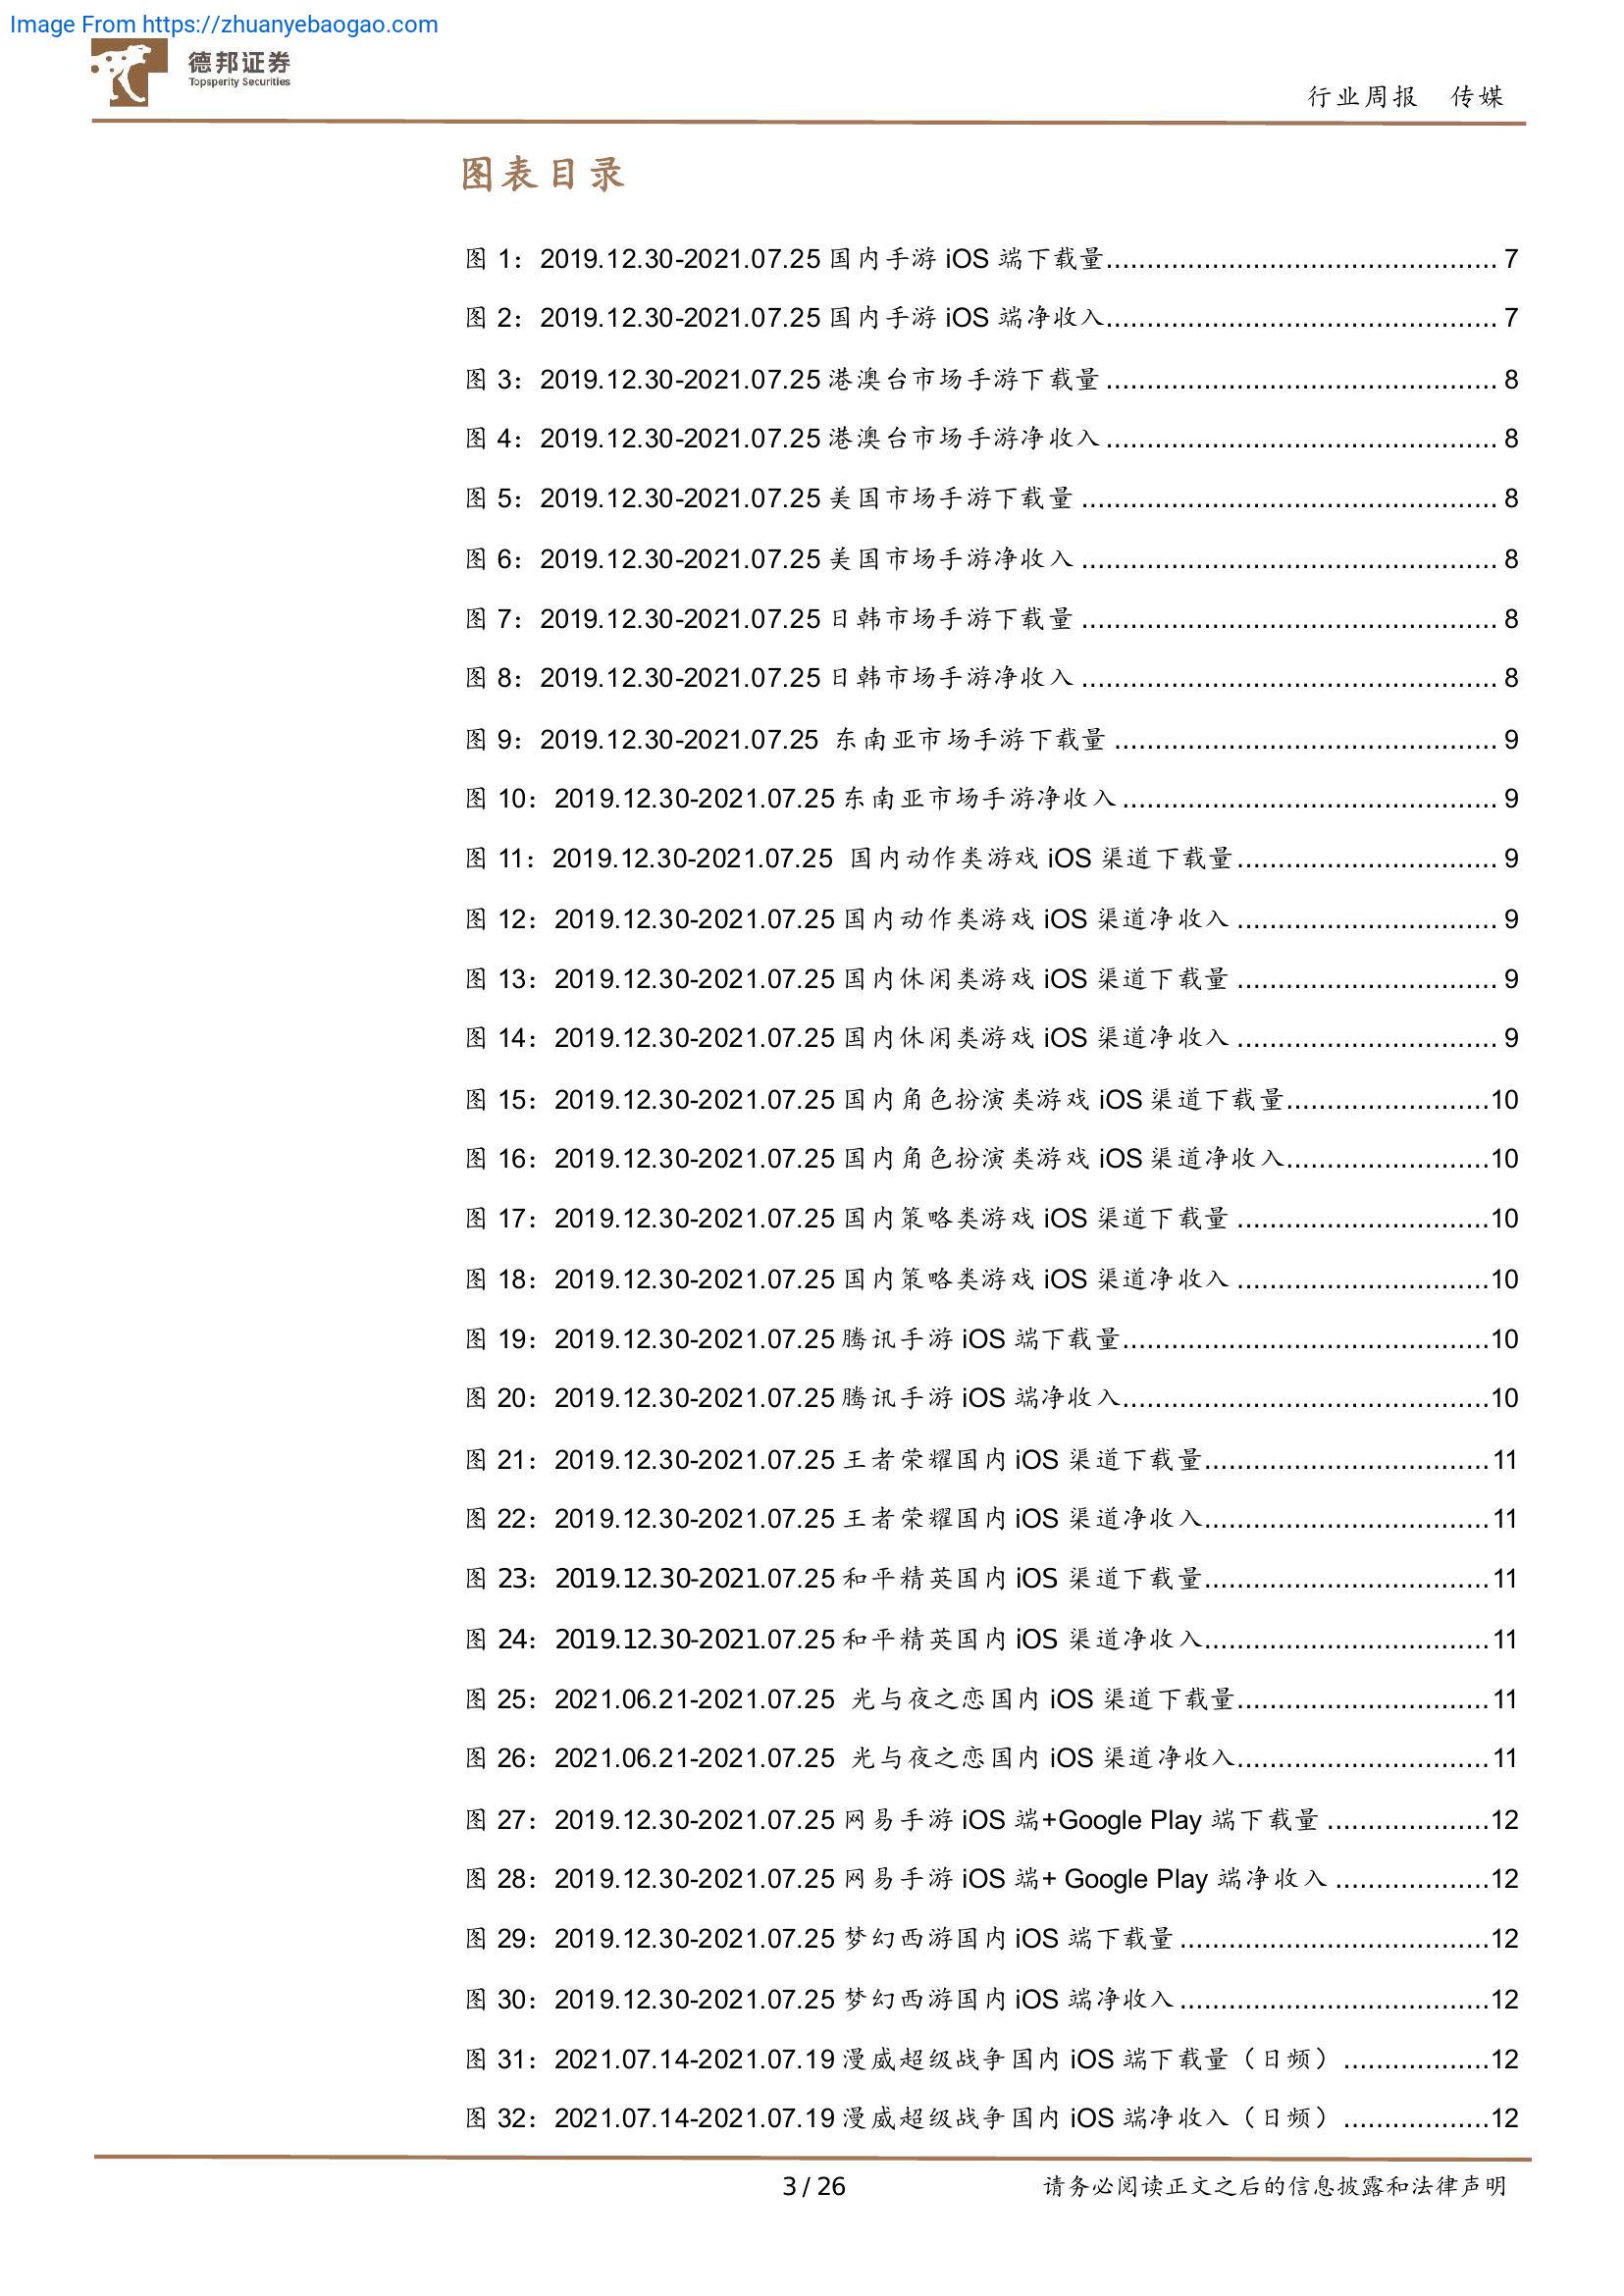 Image From https://zhuanyebaogao.com
德邦证券
Topsperity Securities
行业周报 传媒
图表目录
图 1：2019.12.30-2021.07.25 国内手游 iOS 端下载量................................................ 7
图 2：2019.12.30-2021.07.25 国内手游 iOS 端净收入................................................ 7
图 3：2019.12.30-2021.07.25 港澳台市场手游下载量................................................ 8
图 4：2019.12.30-2021.07.25 港澳台市场手游净收入................................................ 8
图 5：2019.12.30-2021.07.25 美国市场手游下载量................................................... 8
图 6：2019.12.30-2021.07.25 美国市场手游净收入................................................... 8
图 7：2019.12.30-2021.07.25 日韩市场手游下载量................................................... 8
图 8：2019.12.30-2021.07.25 日韩市场手游净收入................................................... 8
图 9：2019.12.30-2021.07.25 东南亚市场手游下载量............................................... 9
图 10：2019.12.30-2021.07.25 东南亚市场手游净收入.............................................. 9
图 11：2019.12.30-2021.07.25 国内动作类游戏 iOS 渠道下载量................................ 9
图 12：2019.12.30-2021.07.25 国内动作类游戏 iOS 渠道净收入................................ 9
图 13：2019.12.30-2021.07.25 国内休闲类游戏 iOS 渠道下载量................................ 9
图 14：2019.12.30-2021.07.25 国内休闲类游戏 iOS 渠道净收入................................ 9
图 15：2019.12.30-2021.07.25 国内角色扮演类游戏 iOS 渠道下载量.........................10
图 16：2019.12.30-2021.07.25 国内角色扮演类游戏 iOS 渠道净收入.........................10
图 17：2019.12.30-2021.07.25 国内策略类游戏 iOS 渠道下载量...............................10
图 18：2019.12.30-2021.07.25 国内策略类游戏 iOS 渠道净收入...............................10
图 19：2019.12.30-2021.07.25 腾讯手游 iOS 端下载量.............................................10
图 20：2019.12.30-2021.07.25 腾讯手游 iOS 端净收入.............................................10
图 21：2019.12.30-2021.07.25 王者荣耀国内 iOS 渠道下载量...................................11
图 22：2019.12.30-2021.07.25 王者荣耀国内 iOS 渠道净收入...................................11
图 23：2019.12.30-2021.07.25 和平精英国内 iOS 渠道下载量...................................11
图 24：2019.12.30-2021.07.25 和平精英国内 iOS 渠道净收入...................................11
图 25：2021.06.21-2021.07.25 光与夜之恋国内 iOS 渠道下载量...............................11
图 26：2021.06.21-2021.07.25 光与夜之恋国内 iOS 渠道净收入...............................11
图 27：2019.12.30-2021.07.25 网易手游 iOS 端+Google Play 端下载量....................12
图 28：2019.12.30-2021.07.25 网易手游 iOS 端+ Google Play 端净收入...................12
图 29：2019.12.30-2021.07.25 梦幻西游国内 iOS 端下载量......................................12
图 30：2019.12.30-2021.07.25 梦幻西游国内 iOS 端净收入......................................12
图 31：2021.07.14-2021.07.19 漫威超级战争国内 iOS 端下载量（日频）..................12
图 32：2021.07.14-2021.07.19 漫威超级战争国内 iOS 端净收入（日频）..................12
3 / 26
请务必阅读正文之后的信息披露和法律声明